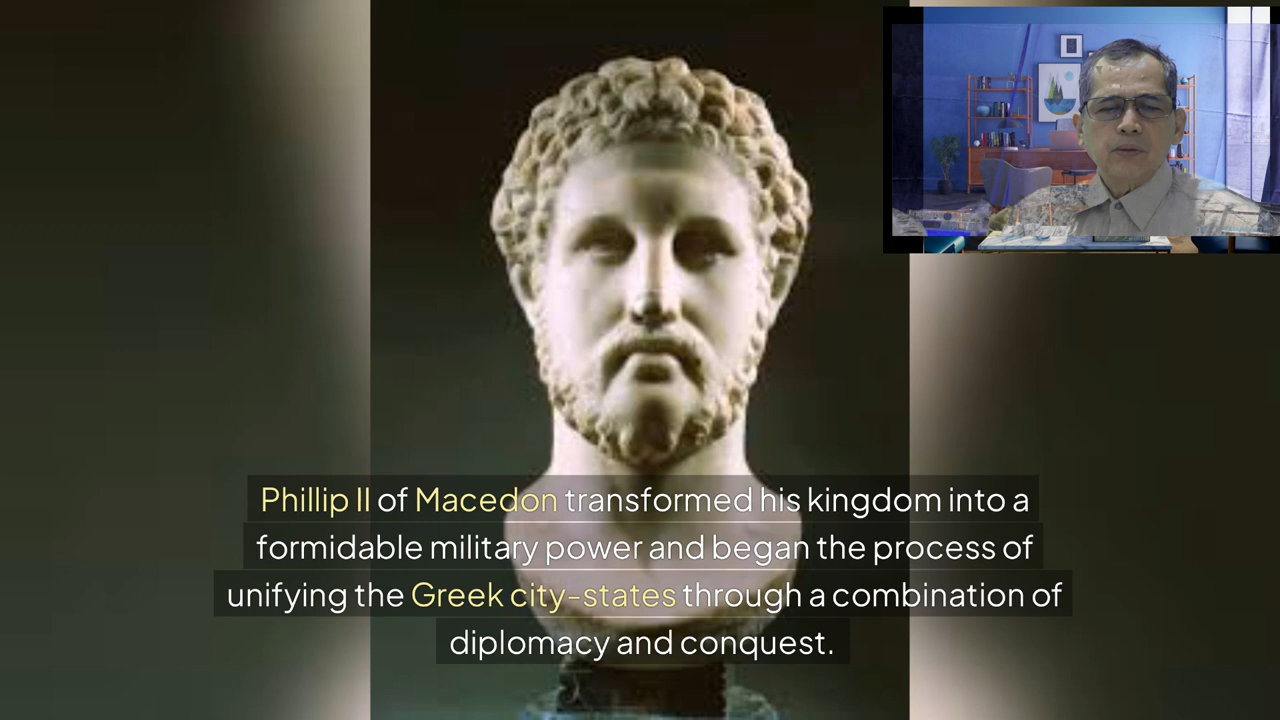 Phillip II of Macedon transformed his kingdom into a
formidable military power and began the process of
unifying the Greek city-states through a combination of
diplomacy and conquest.